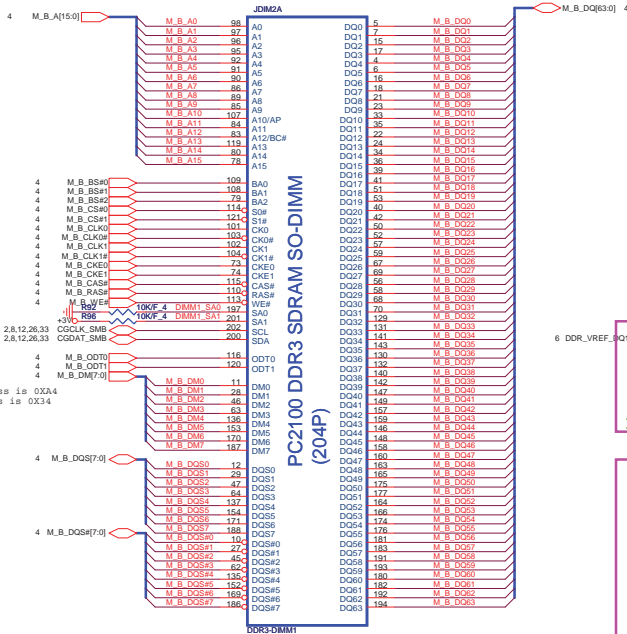 JDIM2A
4 M_B_A[15:0]
M_B_A0 98 A0
M_B_A1 97 A1
M_B_A2 96 A2
M_B_A3 95 A3
M_B_A4 92 A4
M_B_A5 91 A5
M_B_A6 90 A6
M_B_A7 86 A7
M_B_A8 89 A8
M_B_A9 85 A9
M_B_A10 107 A10/AP
M_B_A11 84 A11
M_B_A12 83 A12/BC#
M_B_A13 119 A13
M_B_A14 80 A14
M_B_A15 78 A15
4 M_B_BS#0 109 BA0
4 M_B_BS#1 108 BA1
4 M_B_BS#2 79 BA2
4 M_B_CS#0 114 S0#
4 M_B_CS#1 121 S1#
4 M_B_CLK0 101 CK0
4 M_B_CLK0# 103 CK0#
4 M_B_CLK1 102 CK1
4 M_B_CLK1# 104 CK1#
4 M_B_CKE0 73 CKE0
4 M_B_CKE1 74 CKE1
4 M_B_CAS# 115 CAS#
4 M_B_RAS# 110 RAS#
4 M_B_WE# 113 WE#
R92 10K/F_4 DIMM1_SA0 197 SA0
+3V R96 10K/F_4 DIMM1_SA1 201 SA1
2,8,12,26,33 CGCLK_SMB 202 SCL
2,8,12,26,33 CGDAT_SMB 200 SDA
4 M_B_ODT0 116 ODT0
4 M_B_ODT1 120 ODT1
4 M_B_DM[7:0]
ss is 0XA4
s is 0X34
M_B_DM0 11 DM0
M_B_DM1 28 DM1
M_B_DM2 46 DM2
M_B_DM3 63 DM3
M_B_DM4 136 DM4
M_B_DM5 153 DM5
M_B_DM6 170 DM6
M_B_DM7 187 DM7
4 M_B_DQS[7:0]
M_B_DQS0 12 DQS0
M_B_DQS1 29 DQS1
M_B_DQS2 47 DQS2
M_B_DQS3 64 DQS3
M_B_DQS4 137 DQS4
M_B_DQS5 154 DQS5
M_B_DQS6 171 DQS6
M_B_DQS7 188 DQS7
4 M_B_DQS#[7:0]
M_B_DQS#0 10 DQS#0
M_B_DQS#1 27 DQS#1
M_B_DQS#2 45 DQS#2
M_B_DQS#3 62 DQS#3
M_B_DQS#4 135 DQS#4
M_B_DQS#5 152 DQS#5
M_B_DQS#6 169 DQS#6
M_B_DQS#7 186 DQS#7
PC2100 DDR3 SDRAM SO-DIMM
(204P)
M_B_DQ[63:0] 4
DQ0 5 M_B_DQ0
DQ1 7 M_B_DQ1
DQ2 15 M_B_DQ2
DQ3 17 M_B_DQ3
DQ4 4 M_B_DQ4
DQ5 6 M_B_DQ5
DQ6 16 M_B_DQ6
DQ7 18 M_B_DQ7
DQ8 21 M_B_DQ8
DQ9 23 M_B_DQ9
DQ10 33 M_B_DQ10
DQ11 35 M_B_DQ11
DQ12 22 M_B_DQ12
DQ13 24 M_B_DQ13
DQ14 34 M_B_DQ14
DQ15 36 M_B_DQ15
DQ16 39 M_B_DQ16
DQ17 41 M_B_DQ17
DQ18 51 M_B_DQ18
DQ19 53 M_B_DQ19
DQ20 40 M_B_DQ20
DQ21 42 M_B_DQ21
DQ22 50 M_B_DQ22
DQ23 52 M_B_DQ23
DQ24 57 M_B_DQ24
DQ25 59 M_B_DQ25
DQ26 67 M_B_DQ26
DQ27 69 M_B_DQ27
DQ28 56 M_B_DQ28
DQ29 58 M_B_DQ29
DQ30 68 M_B_DQ30
DQ31 70 M_B_DQ31
DQ32 129 M_B_DQ32
DQ33 131 M_B_DQ33
DQ34 141 M_B_DQ34
DQ35 143 M_B_DQ35
DQ36 130 M_B_DQ36
DQ37 132 M_B_DQ37
DQ38 140 M_B_DQ38
DQ39 142 M_B_DQ39
DQ40 147 M_B_DQ40
DQ41 149 M_B_DQ41
DQ42 157 M_B_DQ42
DQ43 159 M_B_DQ43
DQ44 146 M_B_DQ44
DQ45 148 M_B_DQ45
DQ46 158 M_B_DQ46
DQ47 160 M_B_DQ47
DQ48 163 M_B_DQ48
DQ49 165 M_B_DQ49
DQ50 175 M_B_DQ50
DQ51 177 M_B_DQ51
DQ52 164 M_B_DQ52
DQ53 166 M_B_DQ53
DQ54 174 M_B_DQ54
DQ55 176 M_B_DQ55
DQ56 181 M_B_DQ56
DQ57 183 M_B_DQ57
DQ58 191 M_B_DQ58
DQ59 193 M_B_DQ59
DQ60 180 M_B_DQ60
DQ61 182 M_B_DQ61
DQ62 192 M_B_DQ62
DQ63 194 M_B_DQ63
6 DDR_VREF_DQ1
DDR3-DIMM1